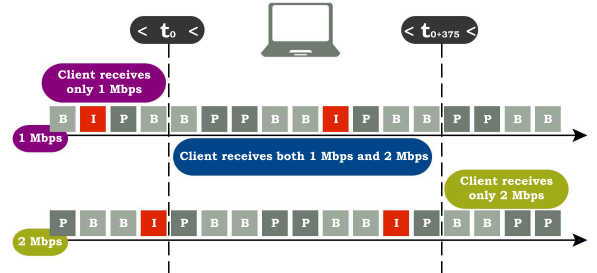 < t0 <
< t0+375 <
Client receives
only 1 Mbps
B I P B B P P B B I P B B P P B B
1 Mbps
Client receives both 1 Mbps and 2 Mbps
Client receives
only 2 Mbps
P B B I P B B P P B B I P B B P P
2 Mbps